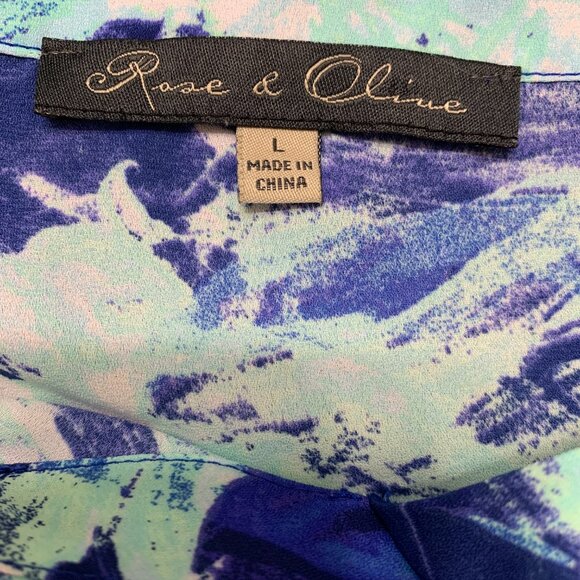 Rose & Olive
L
MADE IN
CHINA